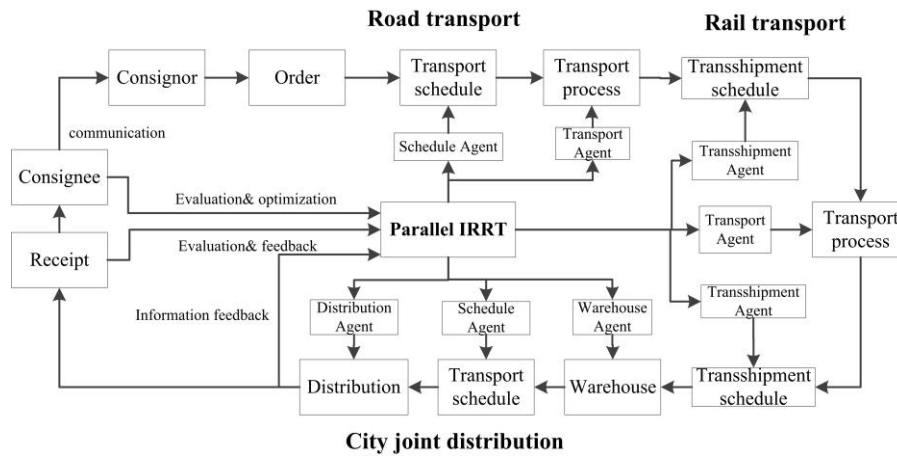 Road transport
Rail transport
Consignor
Order
Transport
schedule
Transport
process
Transshipment
schedule
communication
Schedule Agent
Transport
Agent
Transshipment
Agent
Consignee
Evaluation& optimization
Parallel IRRT
Transport
Agent
Transport
process
Receipt
Evaluation& feedback
Information feedback
Distribution
Agent
Schedule
Agent
Warehouse
Agent
Transshipment
Agent
Distribution
Transport
schedule
Warehouse
Transshipment
schedule
City joint distribution